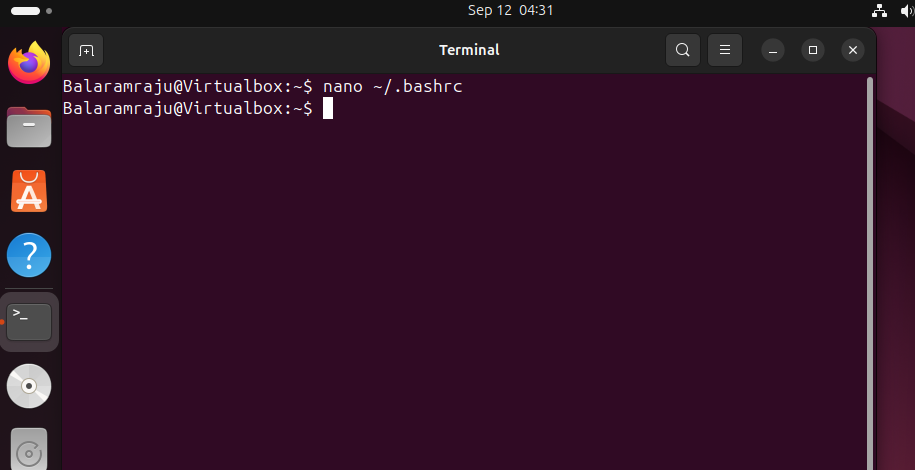 Sep 12 04:31
Terminal
Balaramraju@Virtualbox:~$ nano ~/.bashrc
Balaramraju@Virtualbox:~$